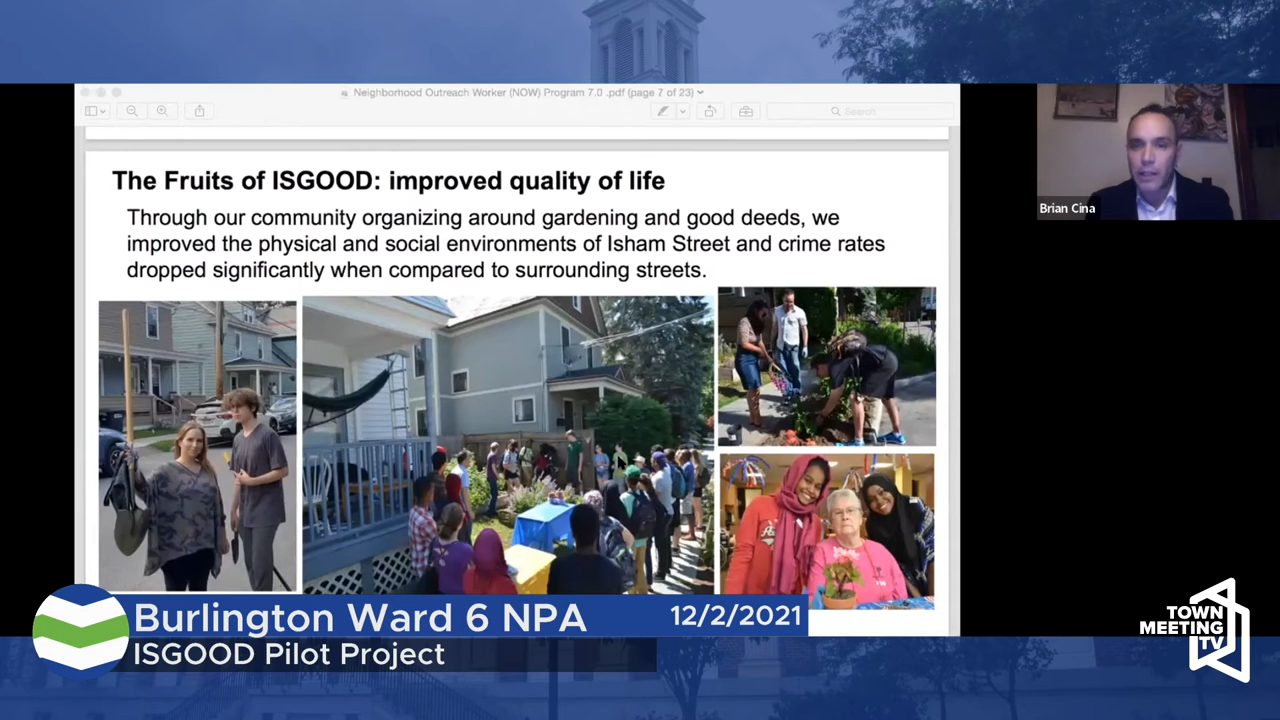 Neighborhood Outreach Worker (NOW) Program 7.0 .pdf (page 7 of 23)
Search
The Fruits of ISGOOD: improved quality of life
Through our community organizing around gardening and good deeds, we
improved the physical and social environments of Isham Street and crime rates
dropped significantly when compared to surrounding streets.
Brian Cina
Burlington Ward 6 NPA
12/2/2021
ISGOOD Pilot Project
TOWN
MEETING
TV